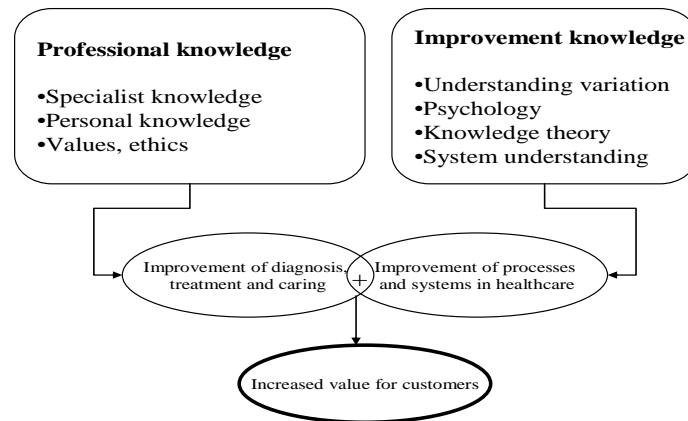 Professional knowledge
•Specialist knowledge
•Personal knowledge
•Values, ethics
Improvement knowledge
•Understanding variation
•Psychology
•Knowledge theory
•System understanding
Improvement of diagnosis,
treatment and caring
+
Improvement of processes
and systems in healthcare
Increased value for customers